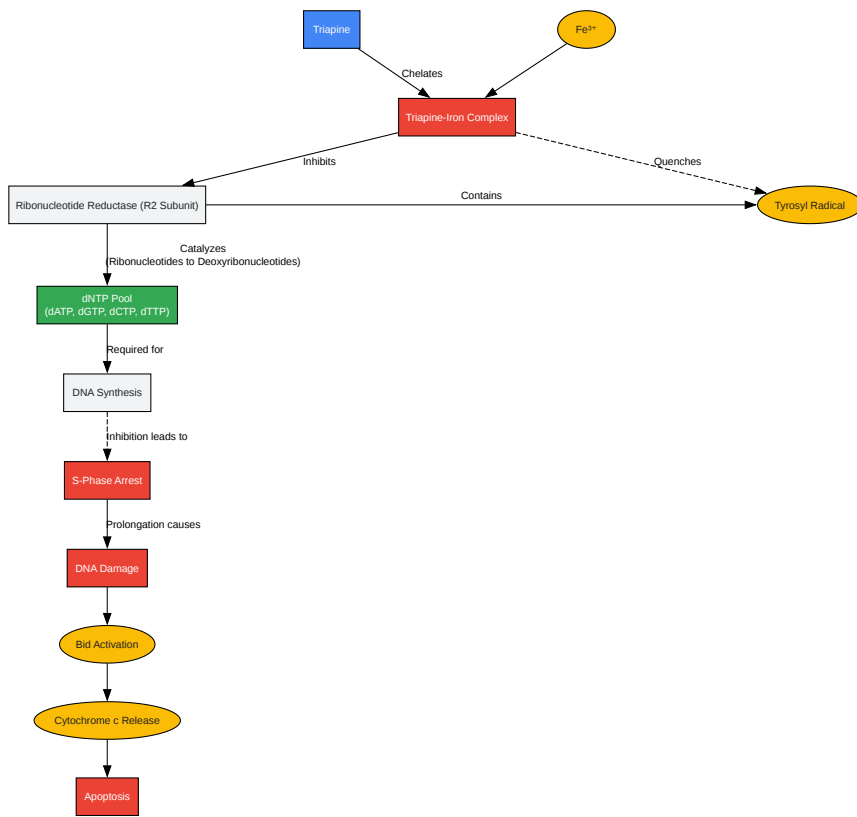 Triapine
Fe³⁺
Chelates
Triapine-Iron Complex
Inhibits
Quenches
Ribonucleotide Reductase (R2 Subunit)
Contains
Tyrosyl Radical
Catalyzes
(Ribonucleotides to Deoxyribonucleotides)
dNTP Pool
(dATP, dGTP, dCTP, dTTP)
Required for
DNA Synthesis
Inhibition leads to
S-Phase Arrest
Prolongation causes
DNA Damage
Bid Activation
Cytochrome c Release
Apoptosis